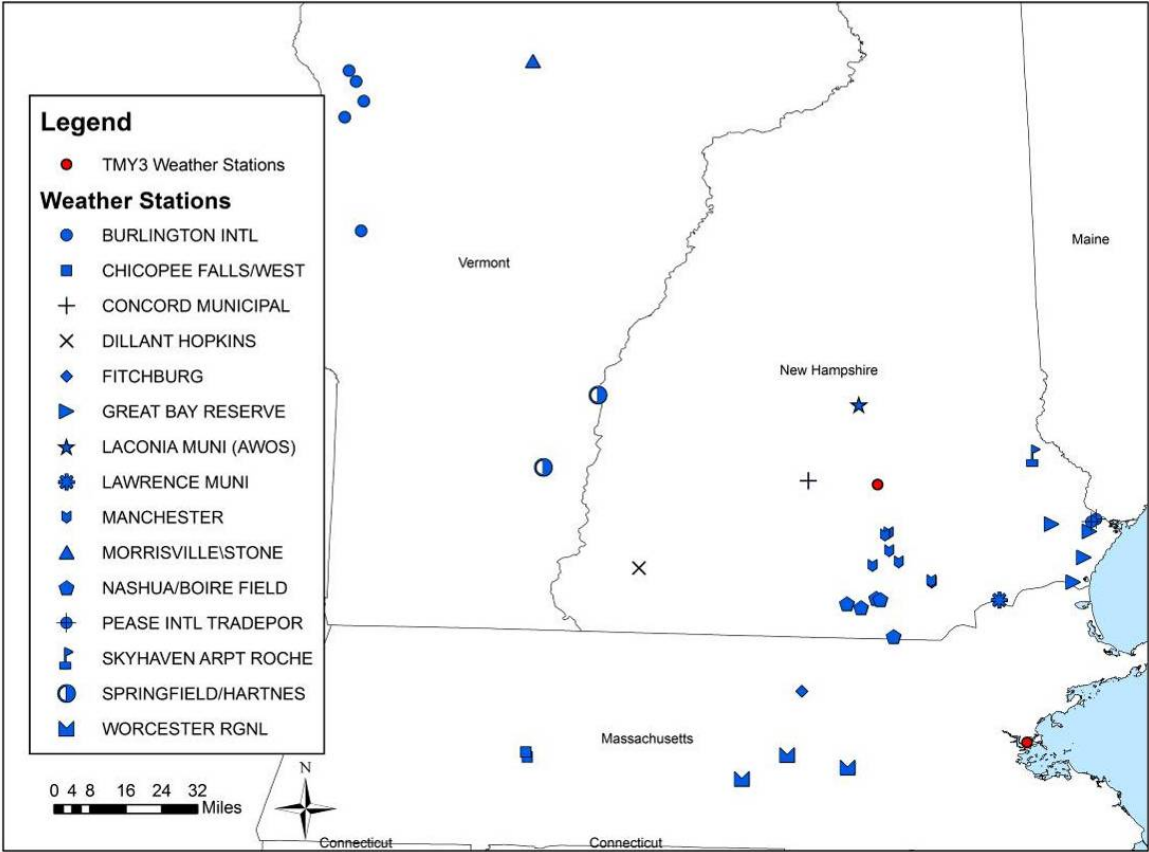 Legend
TMY3 Weather Stations
Weather Stations
BURLINGTON INTL
CHICOPEE FALLS/WEST
CONCORD MUNICIPAL
DILLANT HOPKINS
FITCHBURG
GREAT BAY RESERVE
LACONIA MUNI (AWOS)
LAWRENCE MUNI
MANCHESTER
MORRISVILLE\STONE
NASHUA/BOIRE FIELD
PEASE INTL TRADEPOR
SKYHAVEN ARPT ROCHE
SPRINGFIELD/HARTNES
WORCESTER RGNL
0 4 8 16 24 32
Miles
N
Vermont
Maine
New Hampshire
Massachusetts
Connecticut
Connecticut